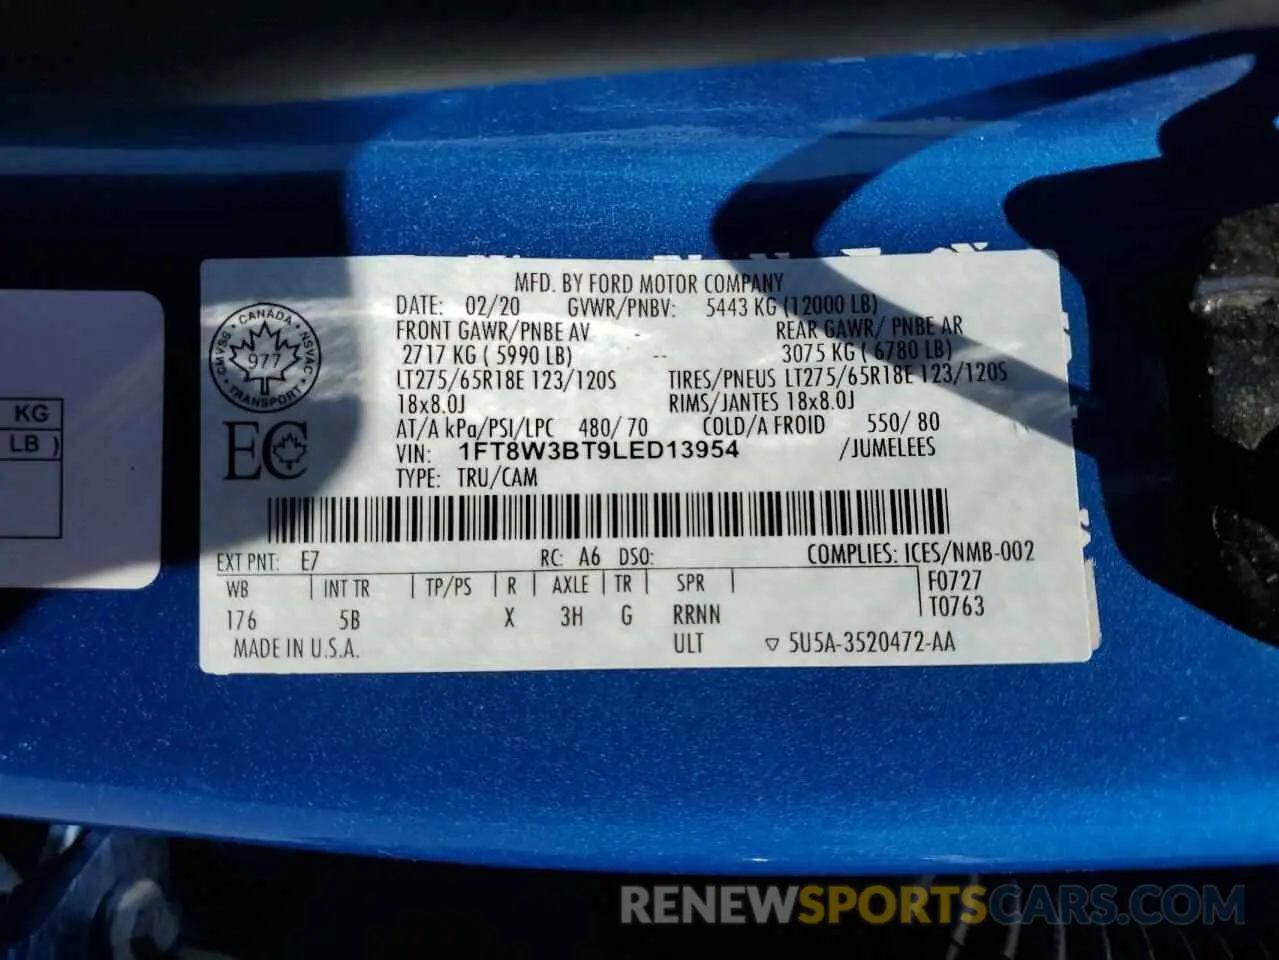 MFD. BY FORD MOTOR COMPANY
DATE: 02/20 GVWR/PNBV: 5443 KG (12000 LB)
FRONT GAWR/PNBE AV - REAR GAWR/ PNBE AR
2717 KG ( 5990 LB) -- 3075 KG ( 6780 LB)
LT275/65R18E 123/120S TIRES/PNEUS LT275/65R18E 123/120S
18x8.0J RIMS/JANTES 18x8.0J
AT/A kPa/PSI/LPC 480/ 70 COLD/A FROID 550/ 80
VIN: 1FT8W3BT9LED13954 /JUMELEES
TYPE: TRU/CAM
CANADA
CMVSS
NSVAC
977
TRANSPORT
EC
KG
LB )
EXT PNT: E7 RC: A6 DSO: COMPLIES: ICES/NMB-002
WB INT TR TP/PS R AXLE TR SPR F0727
176 5B X 3H G RRNN T0763
MADE IN U.S.A. ULT ▽ 5U5A-3520472-AA
RENEWSPORTSCARS.COM